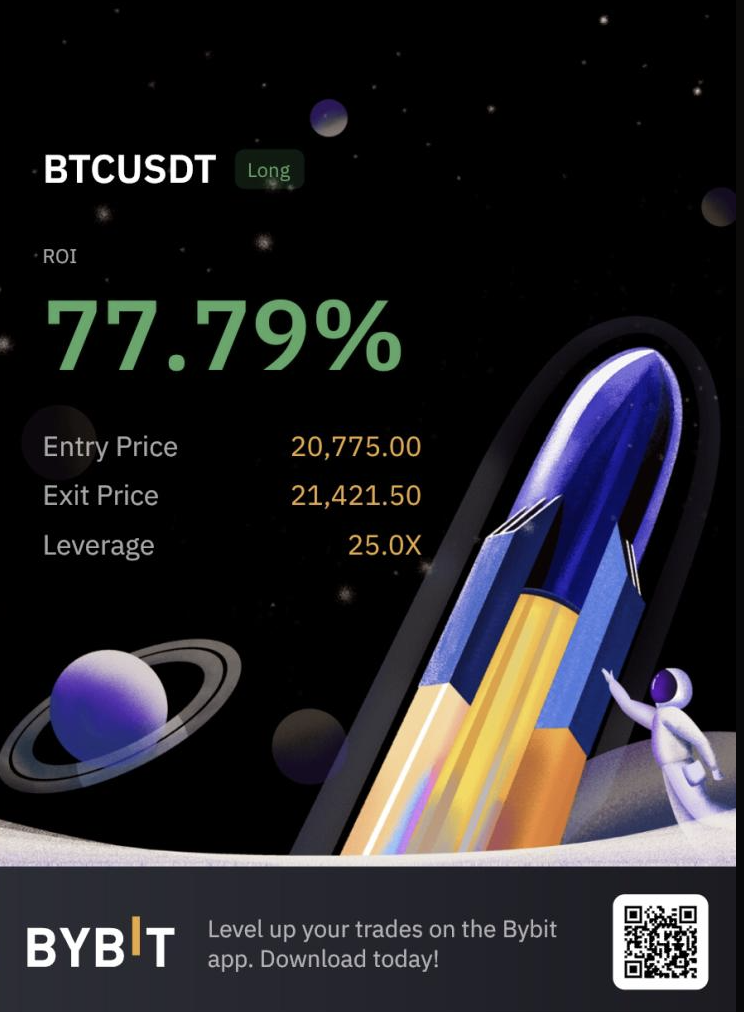 BTCUSDT Long
ROI
77.79%
Entry Price 20,775.00
Exit Price 21,421.50
Leverage 25.0X
BYBIT
Level up your trades on the Bybit
app. Download today!